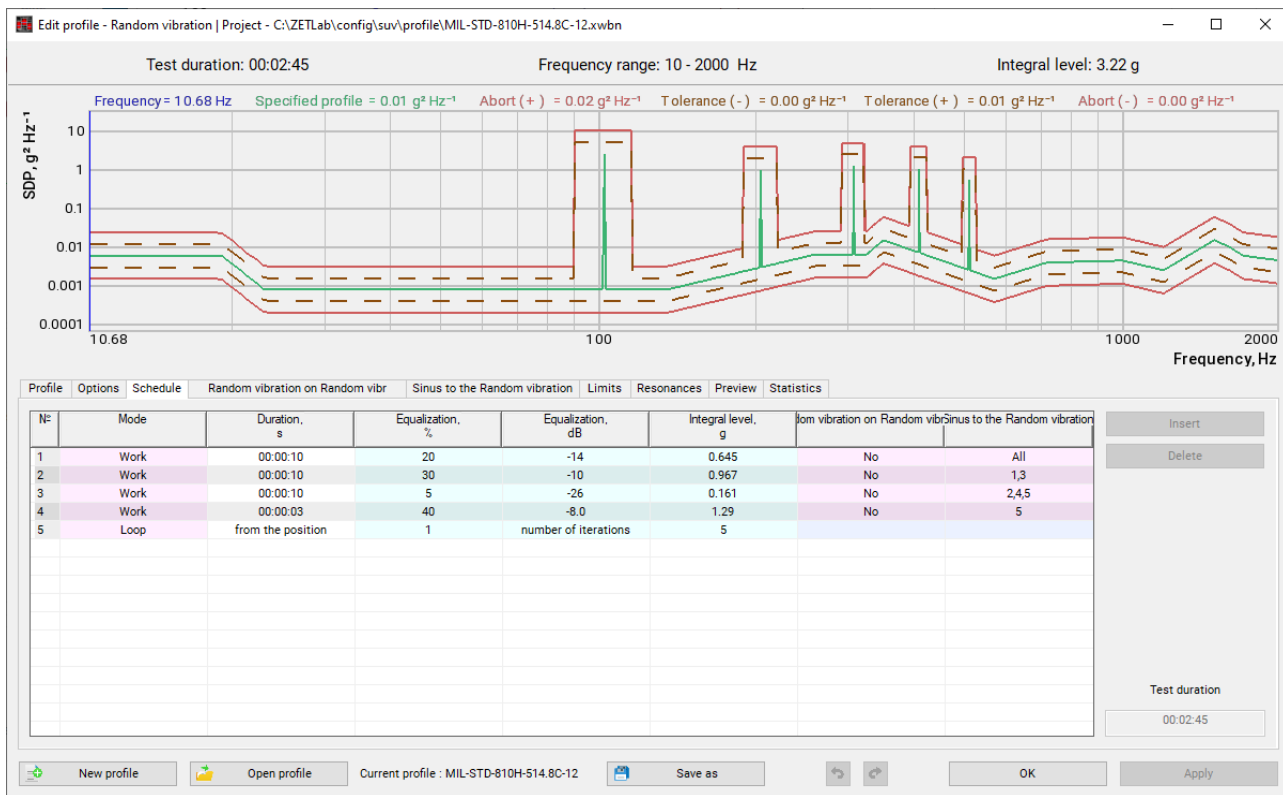 Edit profile - Random vibration | Project - C:\ZETLab\config\suv\profile\MIL-STD-810H-514.8C-12.xwbn
Test duration: 00:02:45 Frequency range: 10 - 2000 Hz Integral level: 3.22 g
Frequency = 10.68 Hz Specified profile = 0.01 g² Hz⁻¹ Abort ( + ) = 0.02 g² Hz⁻¹ Tolerance ( - ) = 0.00 g² Hz⁻¹ Tolerance ( + ) = 0.01 g² Hz⁻¹ Abort ( - ) = 0.00 g² Hz⁻¹
SDP, g² Hz⁻¹
10
1
0.1
0.01
0.001
0.0001
10.68 100 1000 2000
Frequency, Hz
Profile Options Schedule Random vibration on Random vibr Sinus to the Random vibration Limits Resonances Preview Statistics
№ Mode Duration, s Equalization, % Equalization, dB Integral level, g dom vibration on Random vibr Sinus to the Random vibration
1 Work 00:00:10 20 -14 0.645 No All
2 Work 00:00:10 30 -10 0.967 No 1,3
3 Work 00:00:10 5 -26 0.161 No 2,4,5
4 Work 00:00:03 40 -8.0 1.29 No 5
5 Loop from the position 1 number of iterations 5
Insert
Delete
Test duration
00:02:45
New profile Open profile Current profile : MIL-STD-810H-514.8C-12 Save as OK Apply